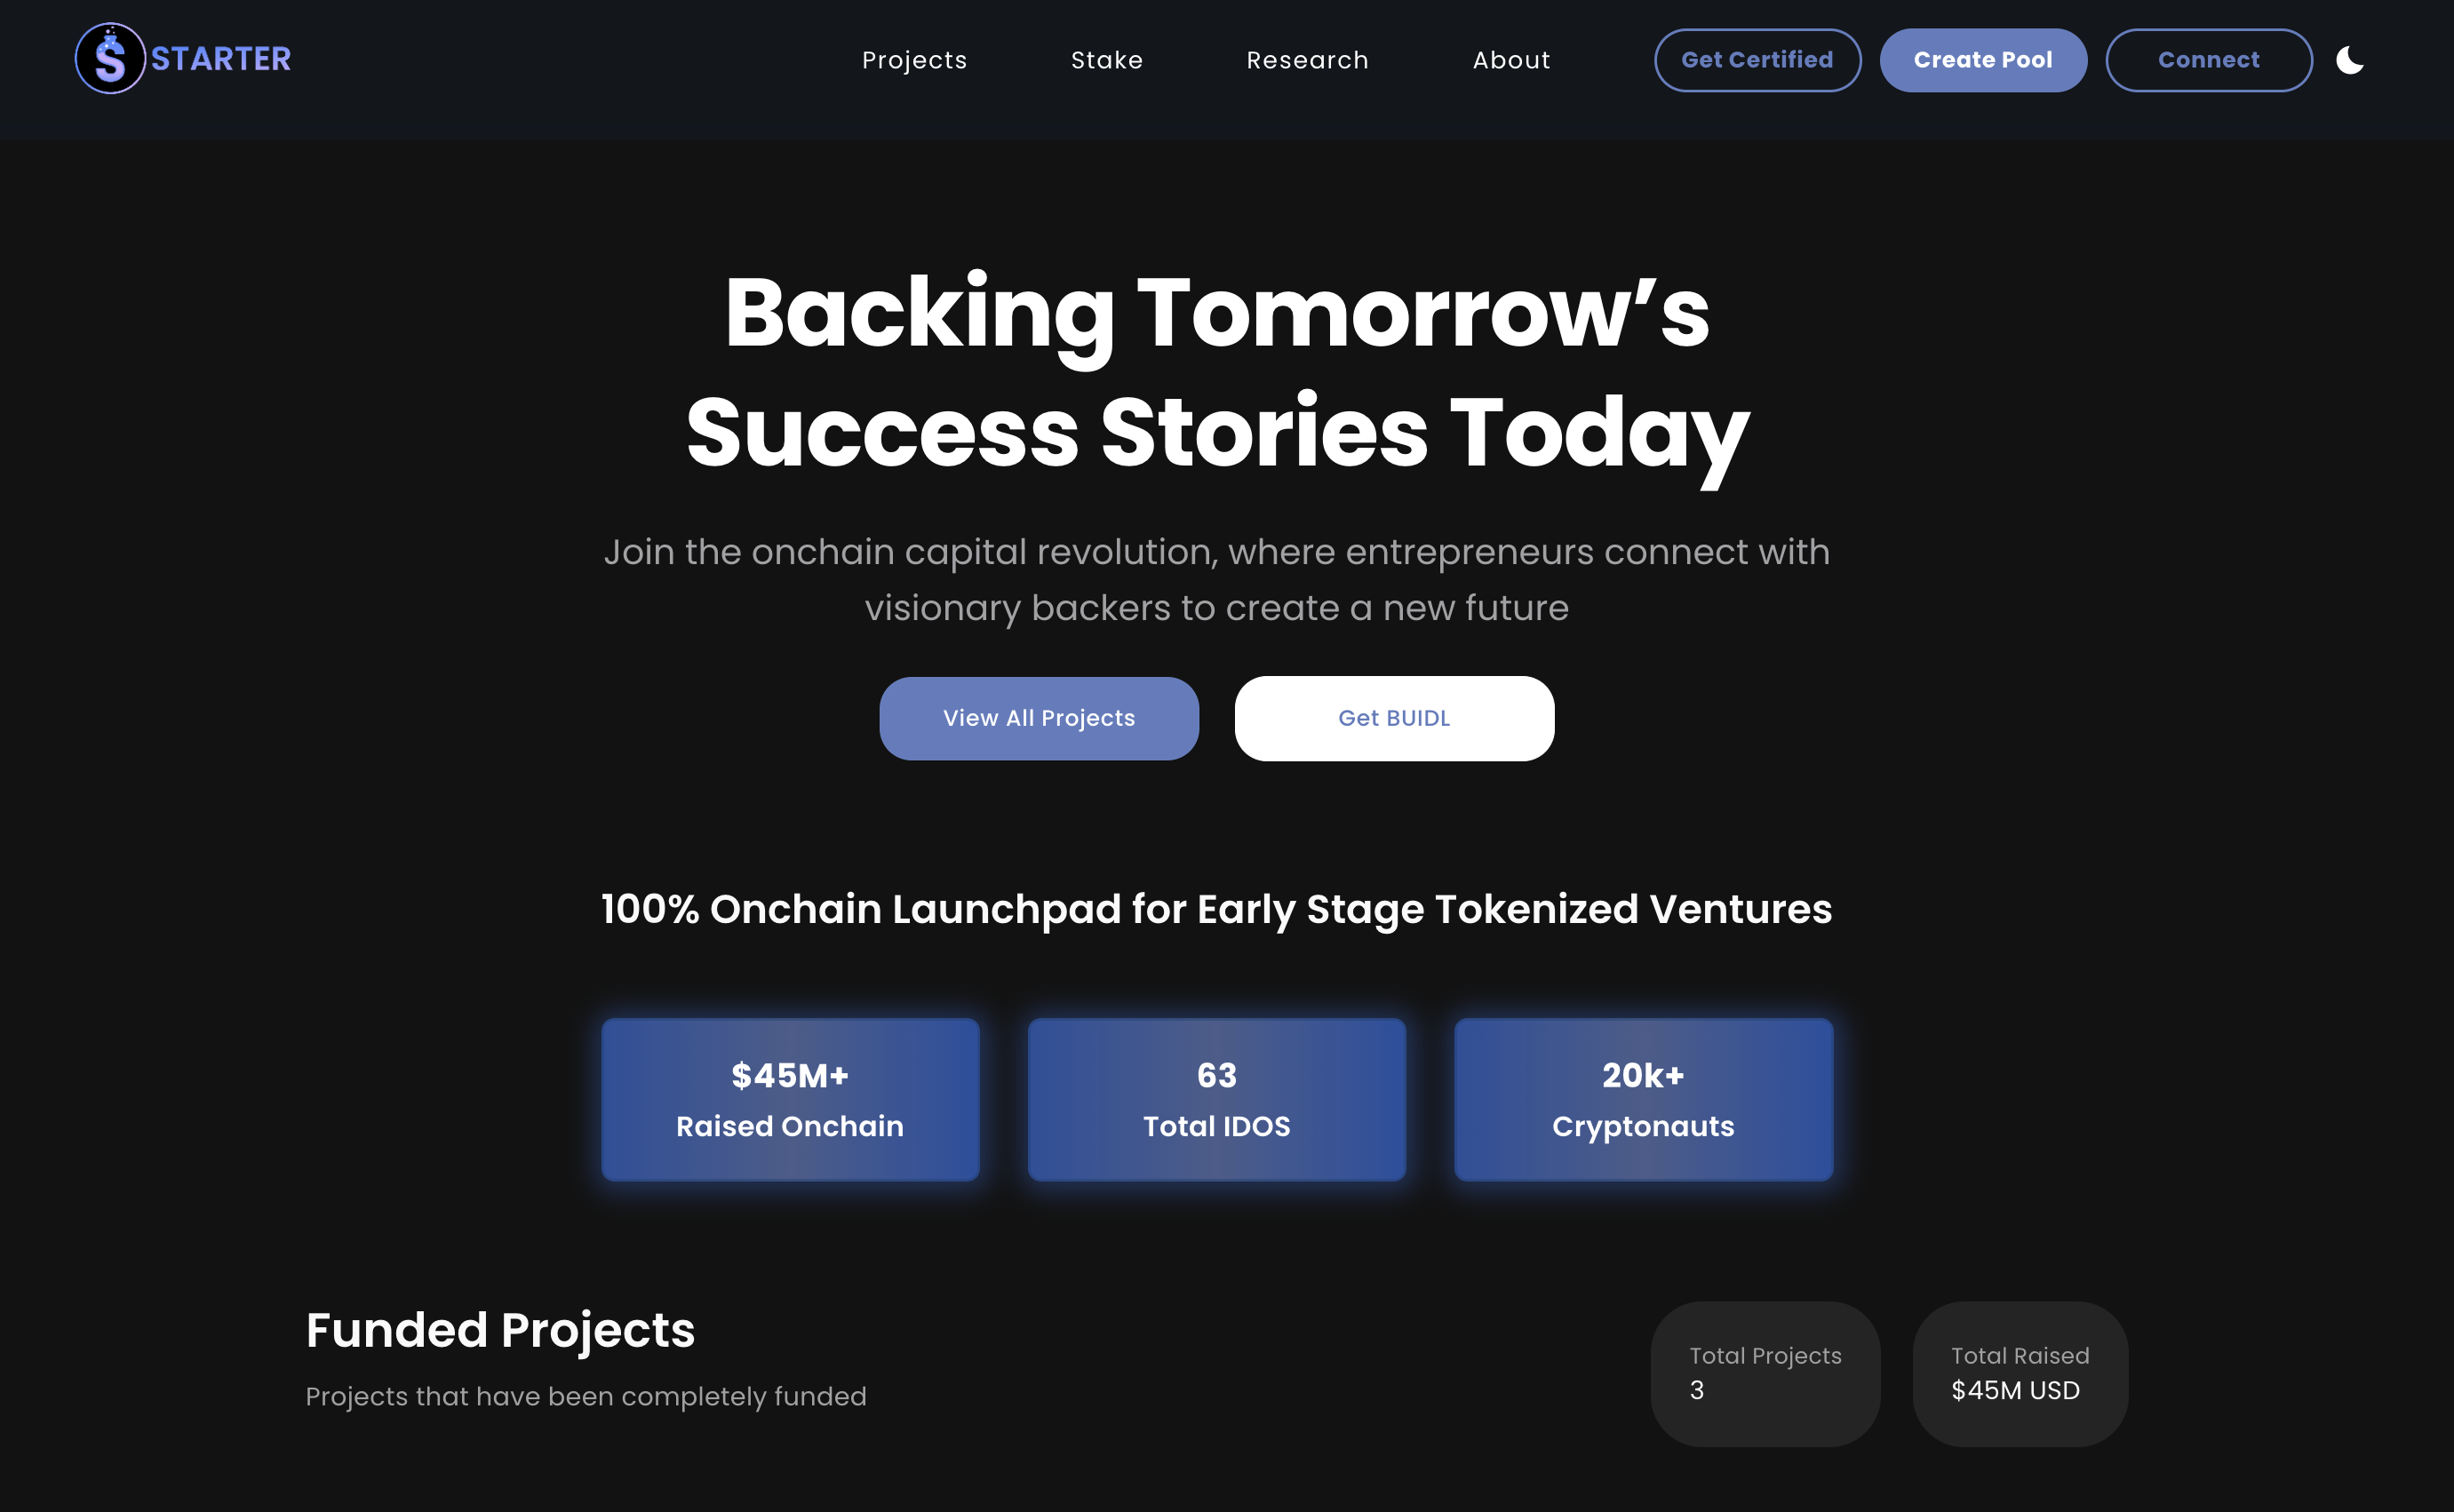 STARTER
Projects
Stake
Research
About
Get Certified
Create Pool
Connect
Backing Tomorrow’s
Success Stories Today
Join the onchain capital revolution, where entrepreneurs connect with
visionary backers to create a new future
View All Projects
Get BUIDL
100% Onchain Launchpad for Early Stage Tokenized Ventures
$45M+
Raised Onchain
63
Total IDOS
20k+
Cryptonauts
Funded Projects
Projects that have been completely funded
Total Projects
3
Total Raised
$45M USD